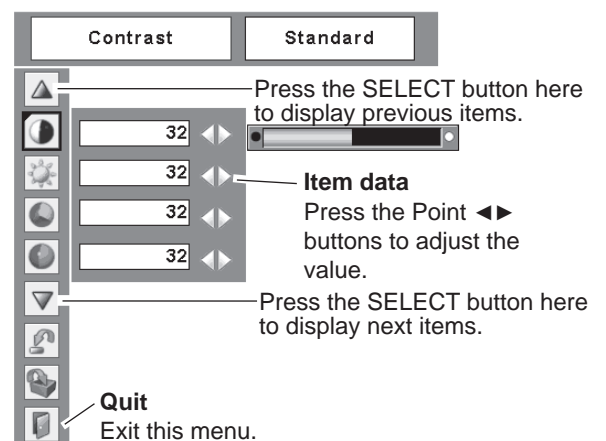 Contrast Standard
Press the SELECT button here
to display previous items.
32
32
Item data
32
Press the Point ◄►
buttons to adjust the
value.
32
Press the SELECT button here
to display next items.
Quit
Exit this menu.